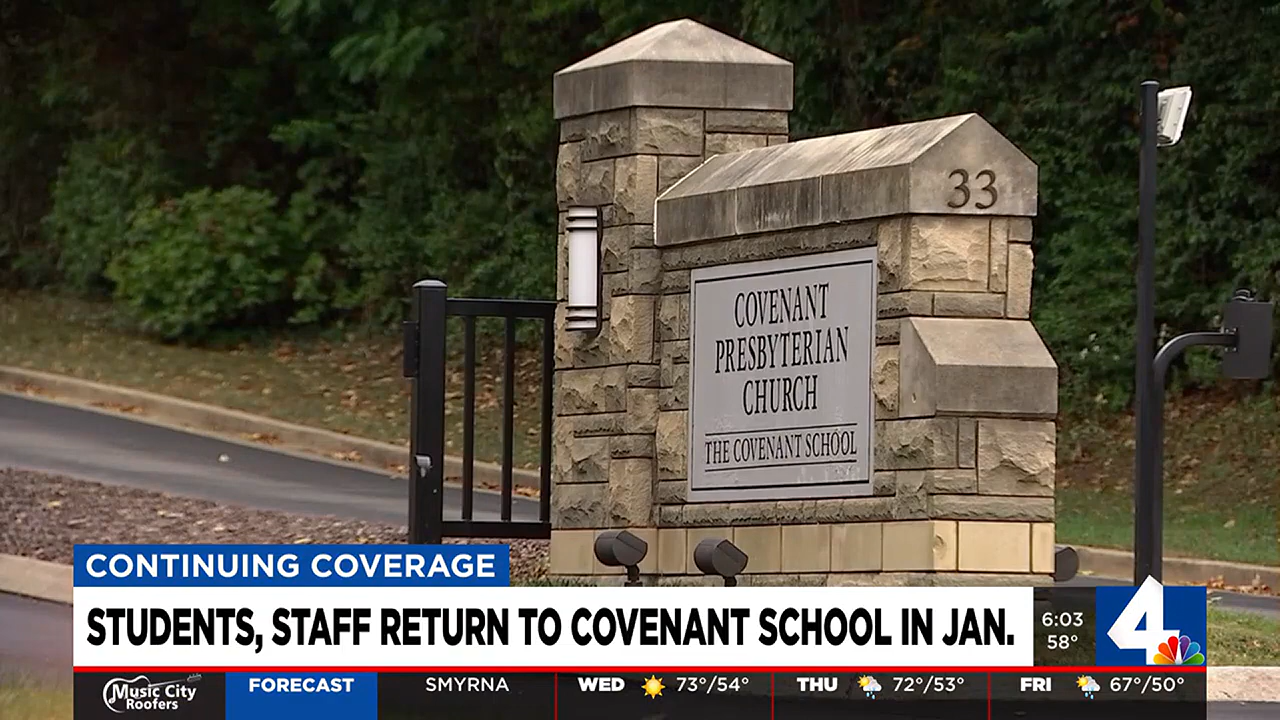 33
COVENANT
PRESBYTERIAN
CHURCH
THE COVENANT SCHOOL
CONTINUING COVERAGE
STUDENTS, STAFF RETURN TO COVENANT SCHOOL IN JAN.
6:03
58°
4
Music City
Roofers
FORECAST
SMYRNA
WED 73°/54°
THU 72°/53°
FRI 67°/50°